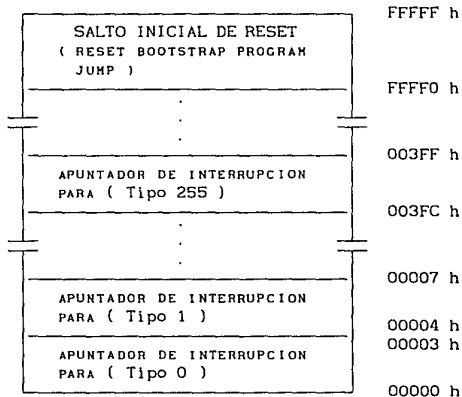 FFFFF h
SALTO INICIAL DE RESET
( RESET BOOTSTRAP PROGRAM
JUMP )
FFFF0 h
003FF h
APUNTADOR DE INTERRUPCION
PARA ( Tipo 255 )
003FC h
00007 h
APUNTADOR DE INTERRUPCION
PARA ( Tipo 1 )
00004 h
00003 h
APUNTADOR DE INTERRUPCION
PARA ( Tipo 0 )
00000 h